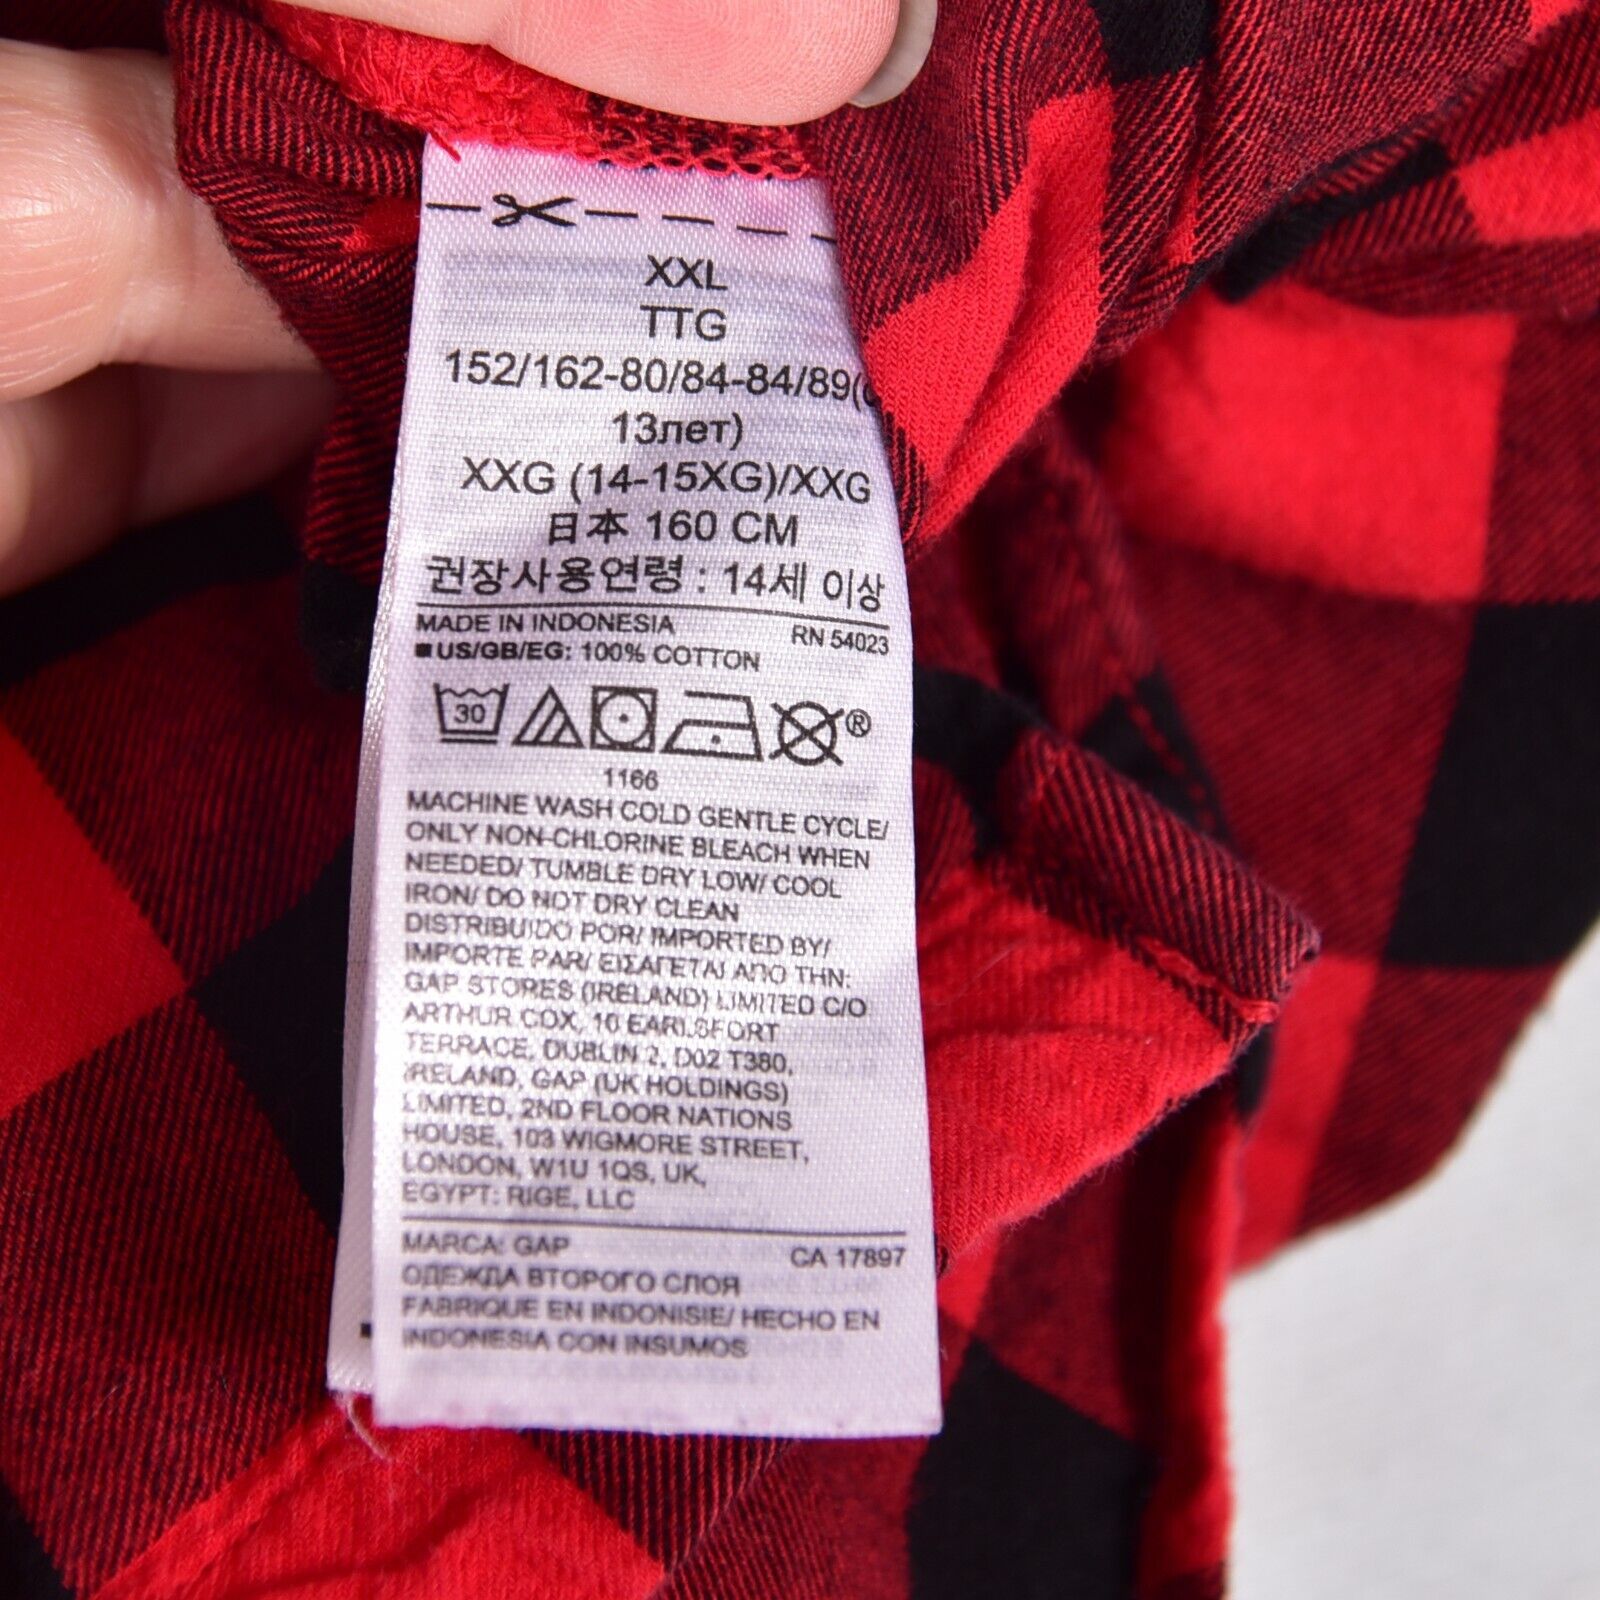 XXL
TTG
152/162-80/84-84/89(
13лет)
XXG (14-15XG)/XXG
日本 160 CM
권장사용연령 : 14세 이상
MADE IN INDONESIA RN 54023
■US/GB/EG: 100% COTTON
30 ®
1166
MACHINE WASH COLD GENTLE CYCLE/
ONLY NON-CHLORINE BLEACH WHEN
NEEDED/ TUMBLE DRY LOW/ COOL
IRON/ DO NOT DRY CLEAN
DISTRIBUIDO POR/ IMPORTED BY/
IMPORTE PAR/ ΕΙΣΑΓΕΤΑΙ ΑΠΟ ΤΗΝ:
GAP STORES (IRELAND) LIMITED C/O
ARTHUR COX, 10 EARLSFORT
TERRACE, DUBLIN 2, D02 T380,
IRELAND, GAP (UK HOLDINGS)
LIMITED, 2ND FLOOR NATIONS
HOUSE, 103 WIGMORE STREET,
LONDON, W1U 1QS, UK,
EGYPT: RIGE, LLC
MARCA: GAP CA 17897
ОДЕЖДА ВТОРОГО СЛОЯ
FABRIQUE EN INDONISIE/ HECHO EN
INDONESIA CON INSUMOS